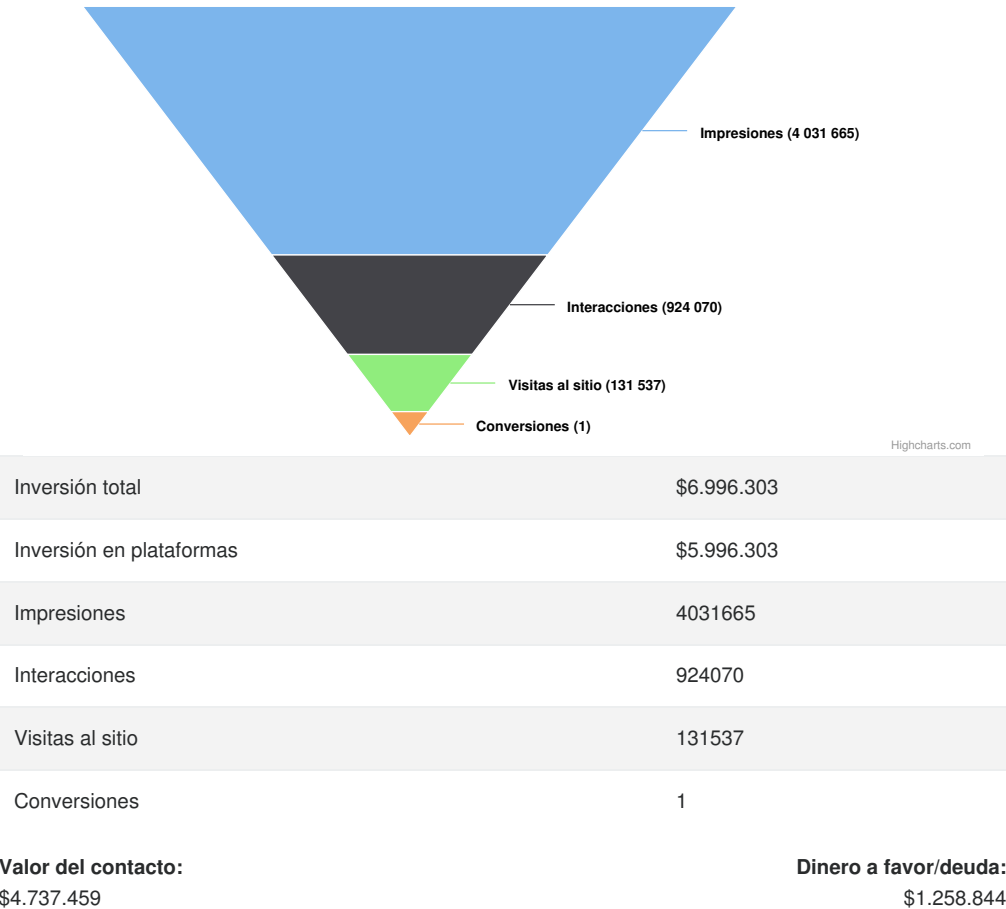 Impresiones (4 031 665)
Interacciones (924 070)
Visitas al sitio (131 537)
Conversiones (1)
Highcharts.com
Inversión total $6.996.303
Inversión en plataformas $5.996.303
Impresiones 4031665
Interacciones 924070
Visitas al sitio 131537
Conversiones 1
Valor del contacto: Dinero a favor/deuda:
$4.737.459 $1.258.844